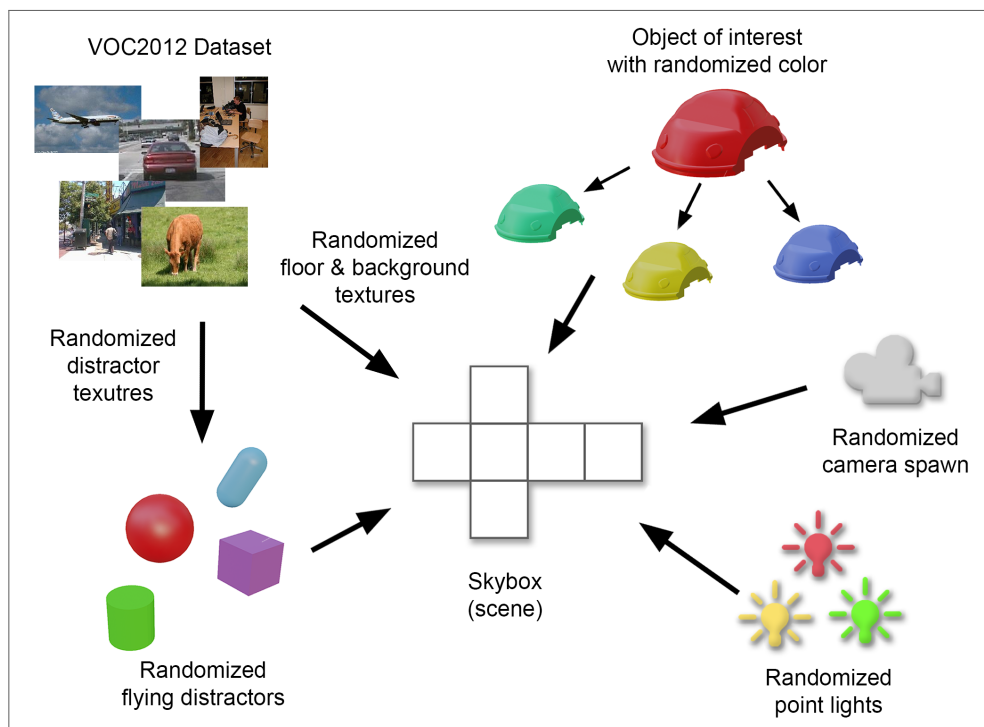 VOC2012 Dataset
Object of interest
with randomized color
Randomized
floor & background
textures
Randomized
distractor
texutres
Randomized
camera spawn
Skybox
(scene)
Randomized
flying distractors
Randomized
point lights